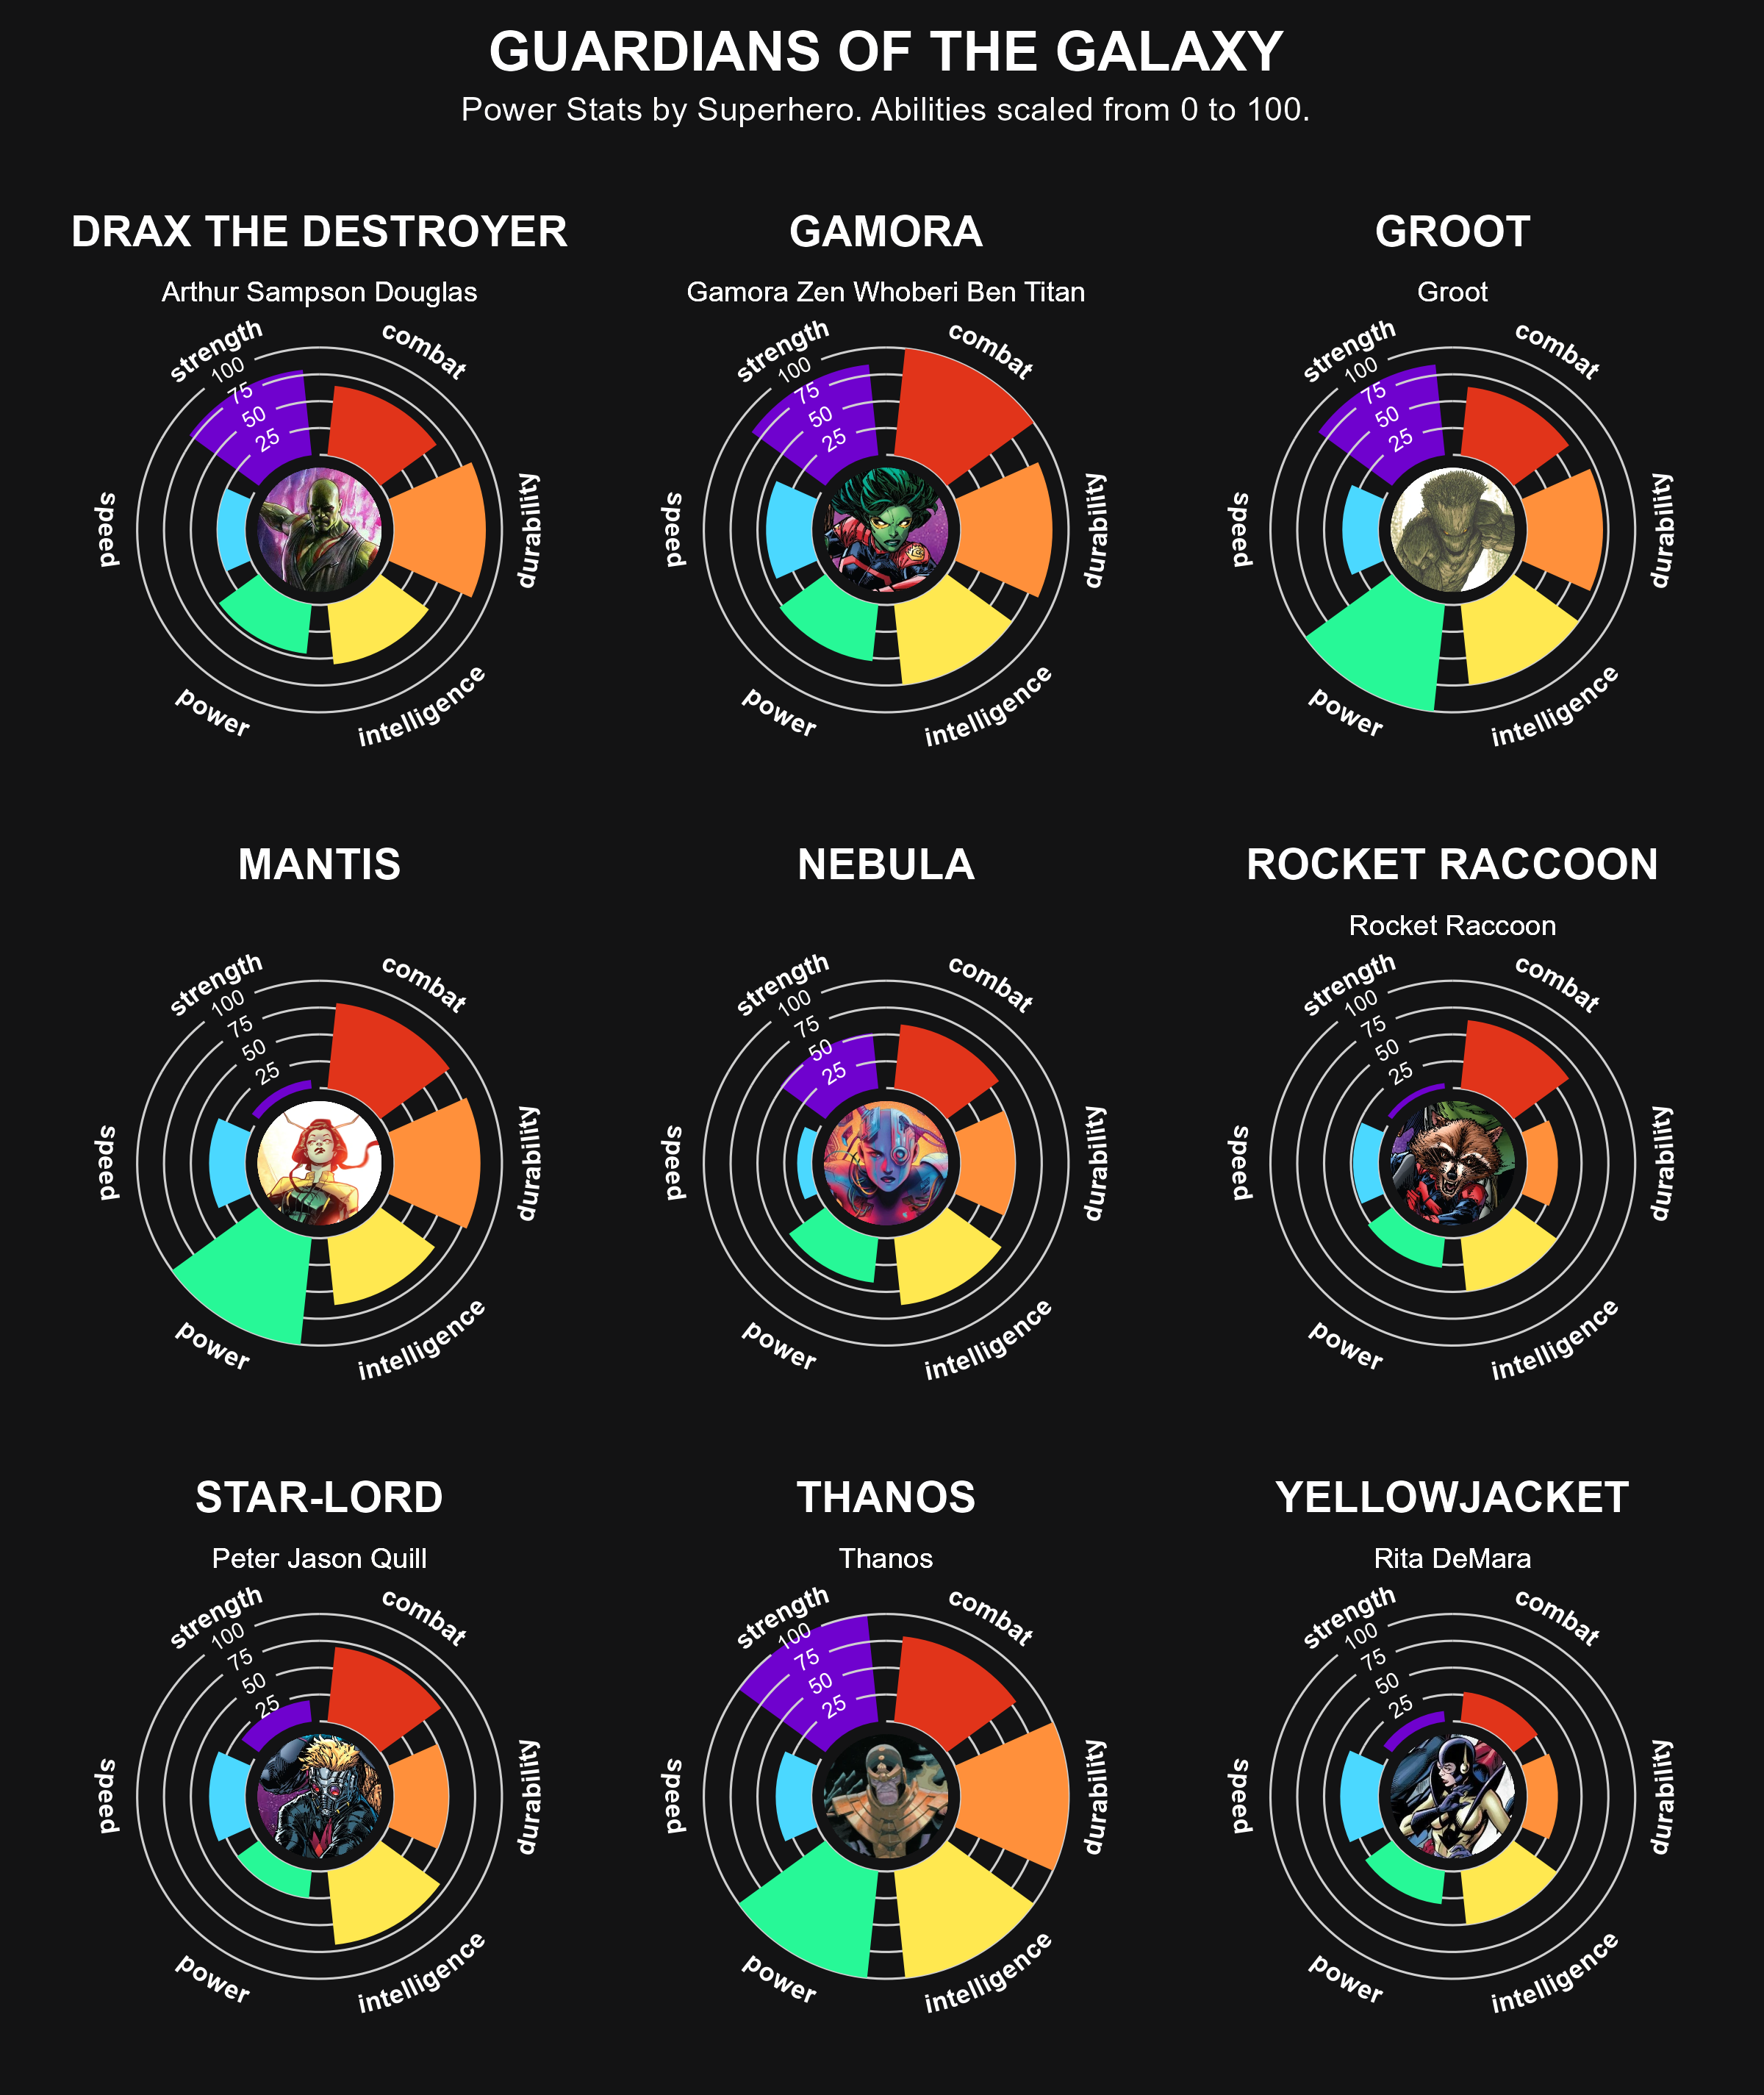 GUARDIANS OF THE GALAXY
Power Stats by Superhero. Abilities scaled from 0 to 100.
DRAX THE DESTROYER
Arthur Sampson Douglas
strength
combat
durability
intelligence
power
speed
100
75
50
25
GAMORA
Gamora Zen Whoberi Ben Titan
strength
combat
durability
intelligence
power
speed
100
75
50
25
GROOT
Groot
strength
combat
durability
intelligence
power
speed
100
75
50
25
MANTIS
strength
combat
durability
intelligence
power
speed
100
75
50
25
NEBULA
strength
combat
durability
intelligence
power
speed
100
75
50
25
ROCKET RACCOON
Rocket Raccoon
strength
combat
durability
intelligence
power
speed
100
75
50
25
STAR-LORD
Peter Jason Quill
strength
combat
durability
intelligence
power
speed
100
75
50
25
THANOS
Thanos
strength
combat
durability
intelligence
power
speed
100
75
50
25
YELLOWJACKET
Rita DeMara
strength
combat
durability
intelligence
power
speed
100
75
50
25